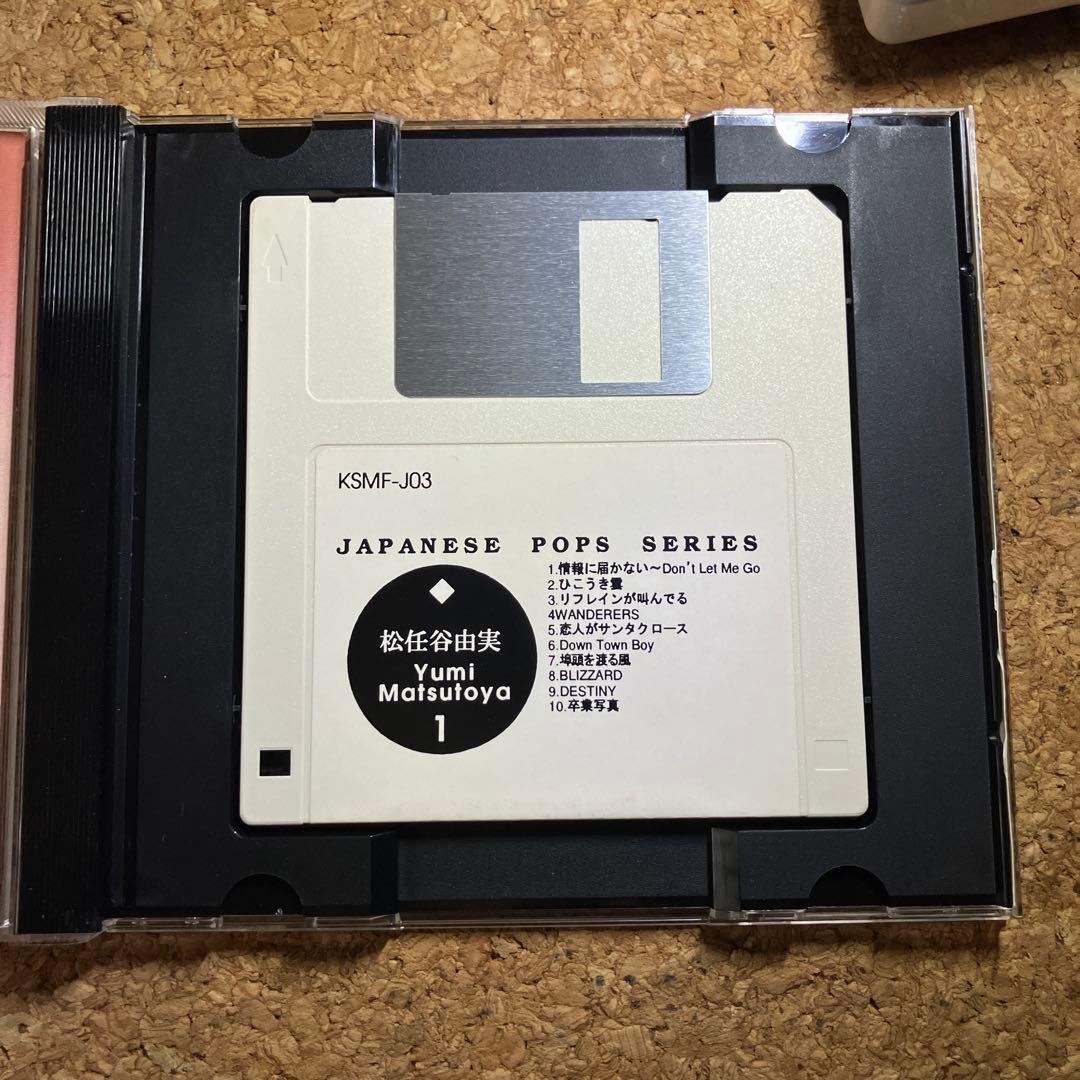 KSMF-J03
JAPANESE POPS SERIES
松任谷由実
Yumi
Matsutoya
1
1.情報に届かない〜Don't Let Me Go
2.ひこうき雲
3.リフレインが叫んでる
4WANDERERS
5.恋人がサンタクロース
6.Down Town Boy
7.埠頭を渡る風
8.BLIZZARD
9.DESTINY
10.卒業写真